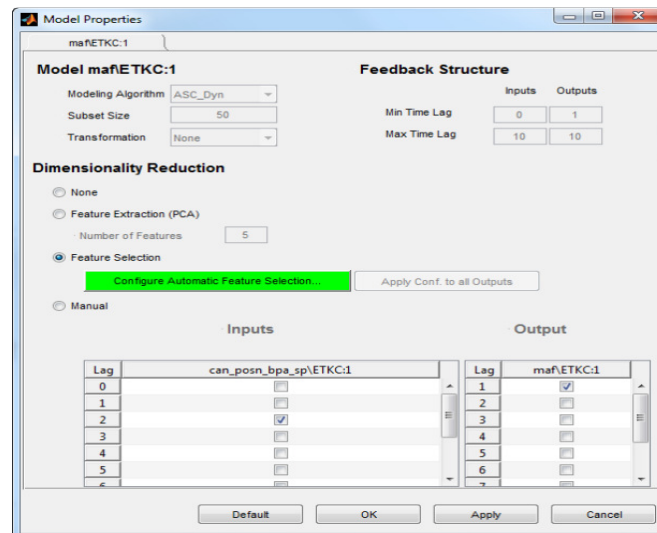 Model Properties
maf\ETKC:1
Model maf\ETKC:1
Feedback Structure
Modeling Algorithm ASC_Dyn
Inputs Outputs
Subset Size 50
Min Time Lag 0 1
Transformation None
Max Time Lag 10 10
Dimensionality Reduction
None
Feature Extraction (PCA)
Number of Features 5
Feature Selection
Configure Automatic Feature Selection... Apply Conf. to all Outputs
Manual
Inputs Output
Lag can_posn_bpa_sp\ETKC:1 Lag maf\ETKC:1
0 1
1 2
2 3
3 4
4 5
5 6
6 7
Default OK Apply Cancel